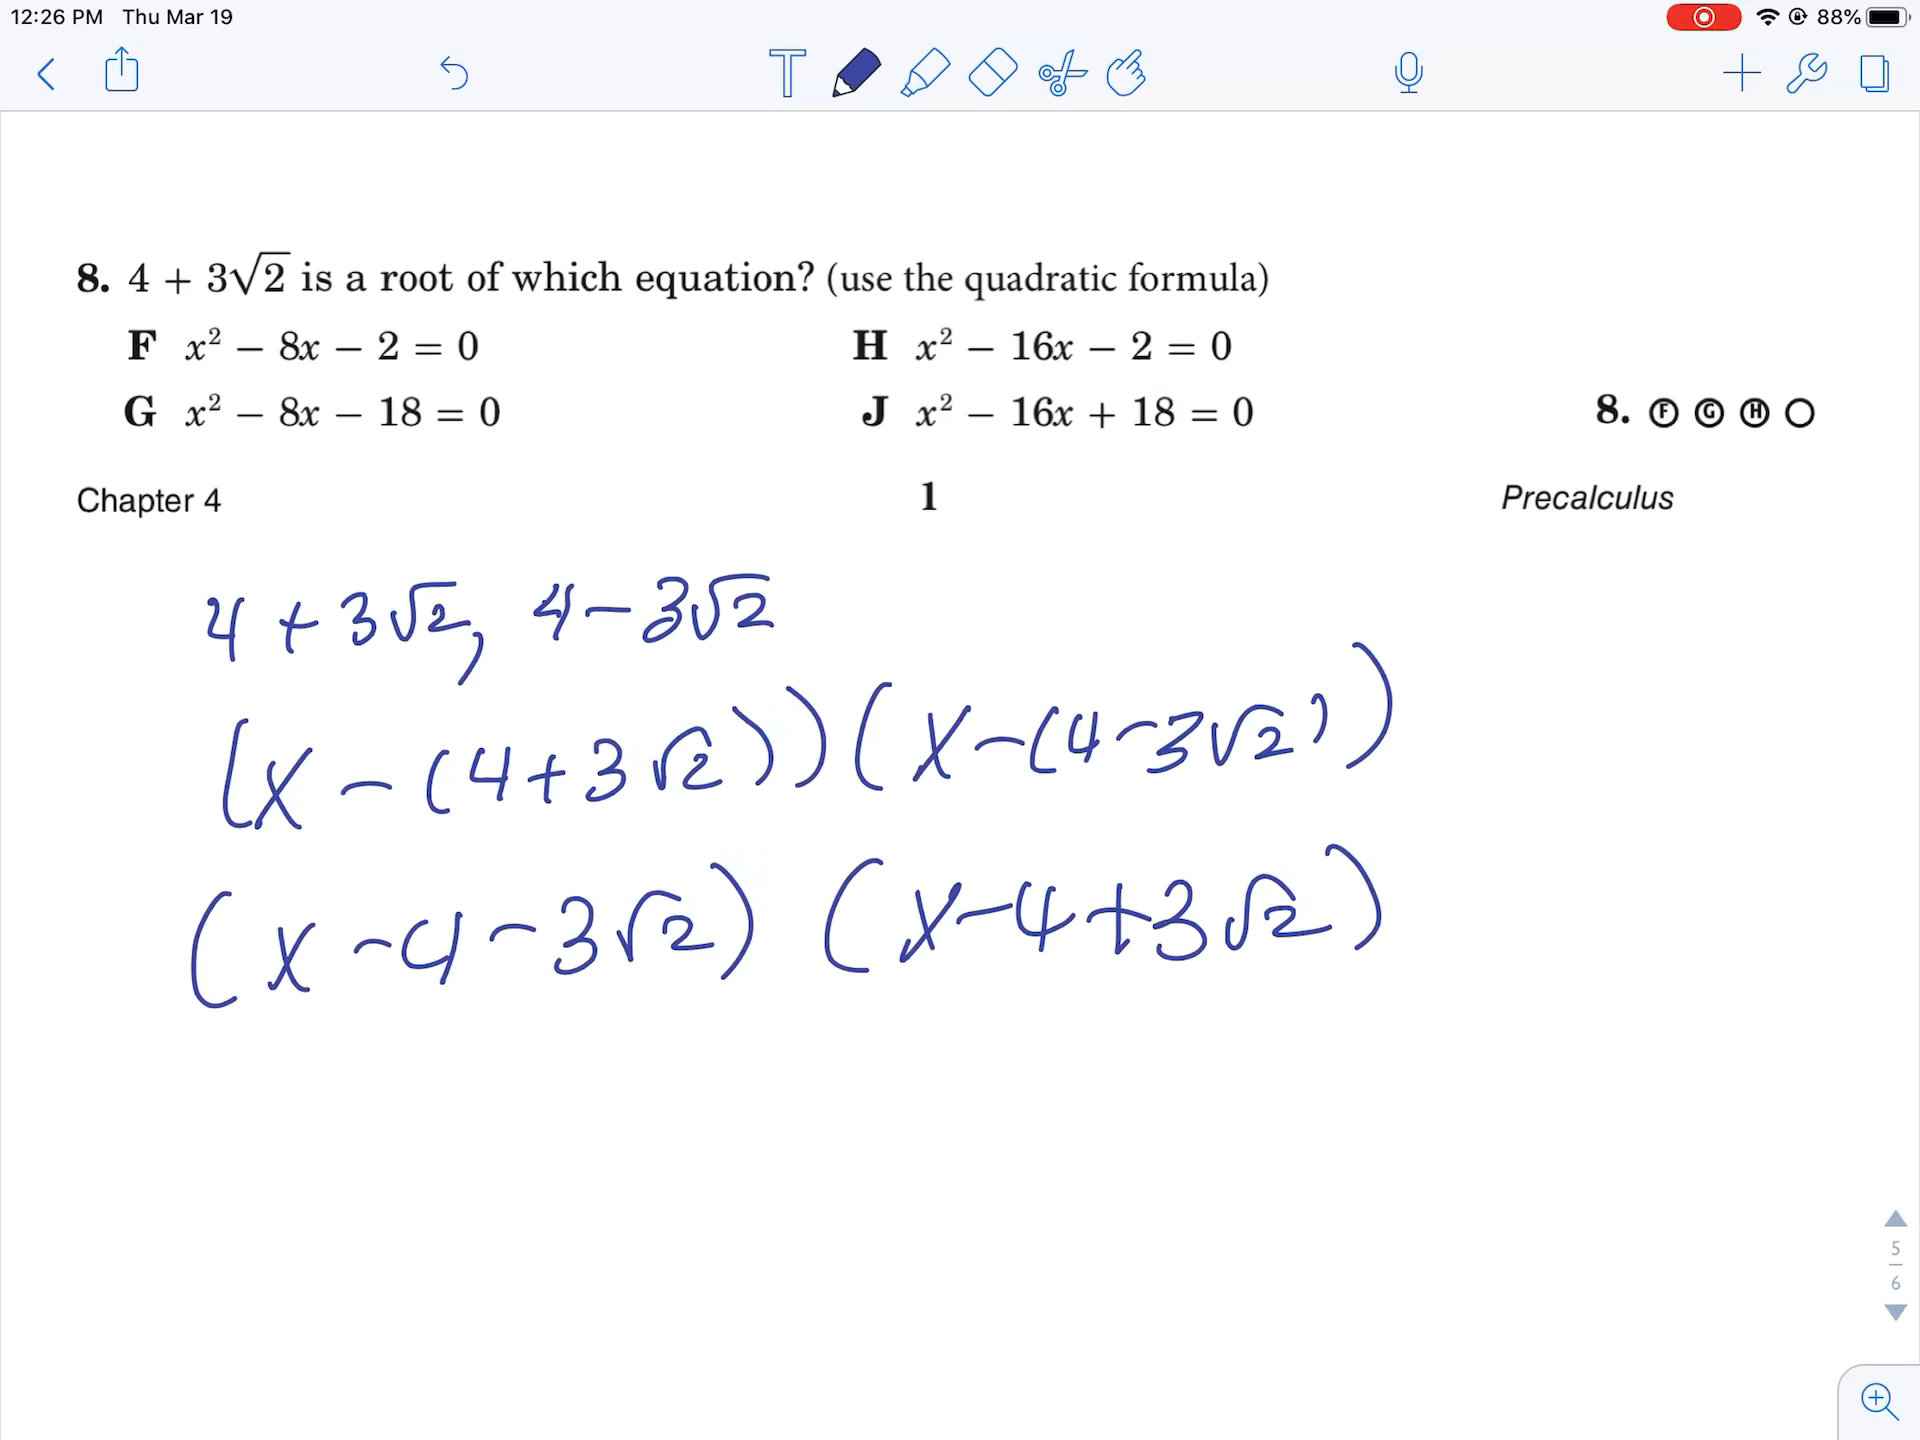 12:26 PM Thu Mar 19
88%
T
8. 4 + 3√2 is a root of which equation? (use the quadratic formula)
F x² − 8x − 2 = 0 H x² − 16x − 2 = 0
G x² − 8x − 18 = 0 J x² − 16x + 18 = 0 8. Ⓕ Ⓖ Ⓗ ○
Chapter 4 1 Precalculus
4 + 3√2, 4 − 3√2
(x − (4 + 3√2))(x − (4 − 3√2))
(x − 4 − 3√2) (x − 4 + 3√2)
5
6